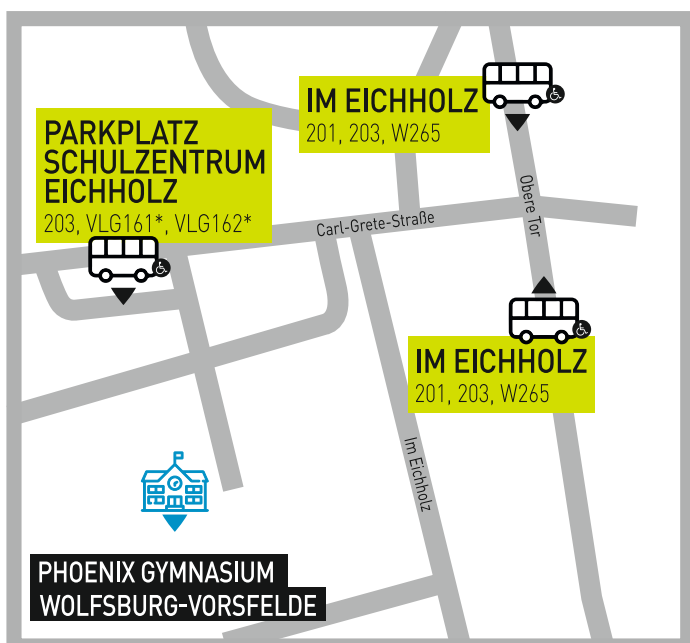 IM EICHHOLZ
201, 203, W265
PARKPLATZ
SCHULZENTRUM
EICHHOLZ
203, VLG161*, VLG162*
Carl-Grete-Straße
Obere Tor
IM EICHHOLZ
201, 203, W265
Im Eichholz
PHOENIX GYMNASIUM
WOLFSBURG-VORSFELDE